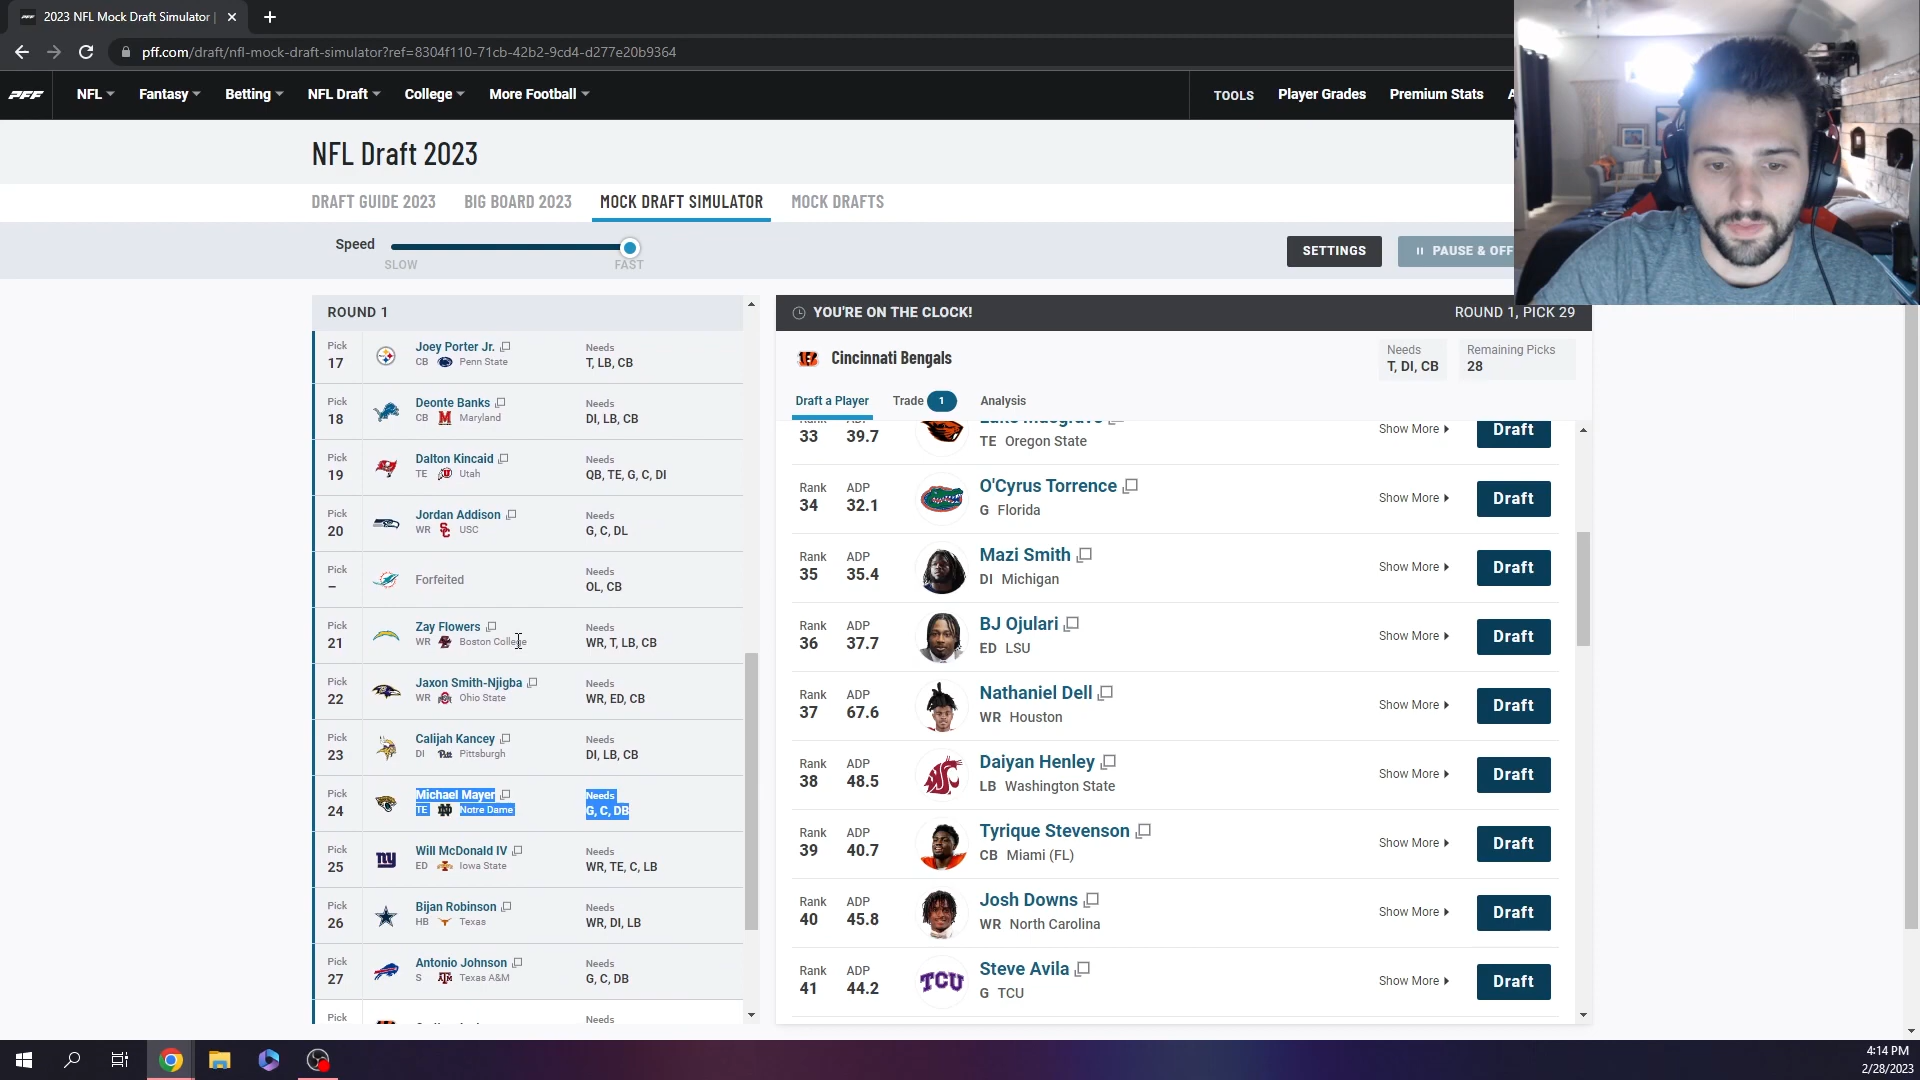 2023 NFL Mock Draft Simulator |
pff.com/draft/nfl-mock-draft-simulator?ref=8304f110-71cb-42b2-9cd4-d277e20b9364
PFF NFL Fantasy Betting NFL Draft College More Football TOOLS Player Grades Premium Stats A
NFL Draft 2023
DRAFT GUIDE 2023 BIG BOARD 2023 MOCK DRAFT SIMULATOR MOCK DRAFTS
Speed
SLOW FAST
SETTINGS PAUSE & OFF
ROUND 1
Pick 17 Joey Porter Jr. Needs
CB Penn State T, LB, CB
Pick 18 Deonte Banks Needs
CB Maryland DI, LB, CB
Pick 19 Dalton Kincaid Needs
TE Utah QB, TE, G, C, DI
Pick 20 Jordan Addison Needs
WR USC G, C, DL
Pick – Forfeited Needs
OL, CB
Pick 21 Zay Flowers Needs
WR Boston College WR, T, LB, CB
Pick 22 Jaxon Smith-Njigba Needs
WR Ohio State WR, ED, CB
Pick 23 Calijah Kancey Needs
DI Pitt Pittsburgh DI, LB, CB
Pick 24 Michael Mayer Needs
TE Notre Dame G, C, DB
Pick 25 ny Will McDonald IV Needs
ED Iowa State WR, TE, C, LB
Pick 26 Bijan Robinson Needs
HB Texas WR, DI, LB
Pick 27 Antonio Johnson Needs
S Texas A&M G, C, DB
Pick Needs
YOU'RE ON THE CLOCK! ROUND 1, PICK 29
Cincinnati Bengals
Needs
T, DI, CB
Remaining Picks
28
Draft a Player Trade 1 Analysis
33 39.7 TE Oregon State Show More Draft
Rank 34 ADP 32.1 O'Cyrus Torrence
G Florida Show More Draft
Rank 35 ADP 35.4 Mazi Smith
DI Michigan Show More Draft
Rank 36 ADP 37.7 BJ Ojulari
ED LSU Show More Draft
Rank 37 ADP 67.6 Nathaniel Dell
WR Houston Show More Draft
Rank 38 ADP 48.5 Daiyan Henley
LB Washington State Show More Draft
Rank 39 ADP 40.7 Tyrique Stevenson
CB Miami (FL) Show More Draft
Rank 40 ADP 45.8 Josh Downs
WR North Carolina Show More Draft
Rank 41 ADP 44.2 TCU Steve Avila
G TCU Show More Draft
4:14 PM
2/28/2023